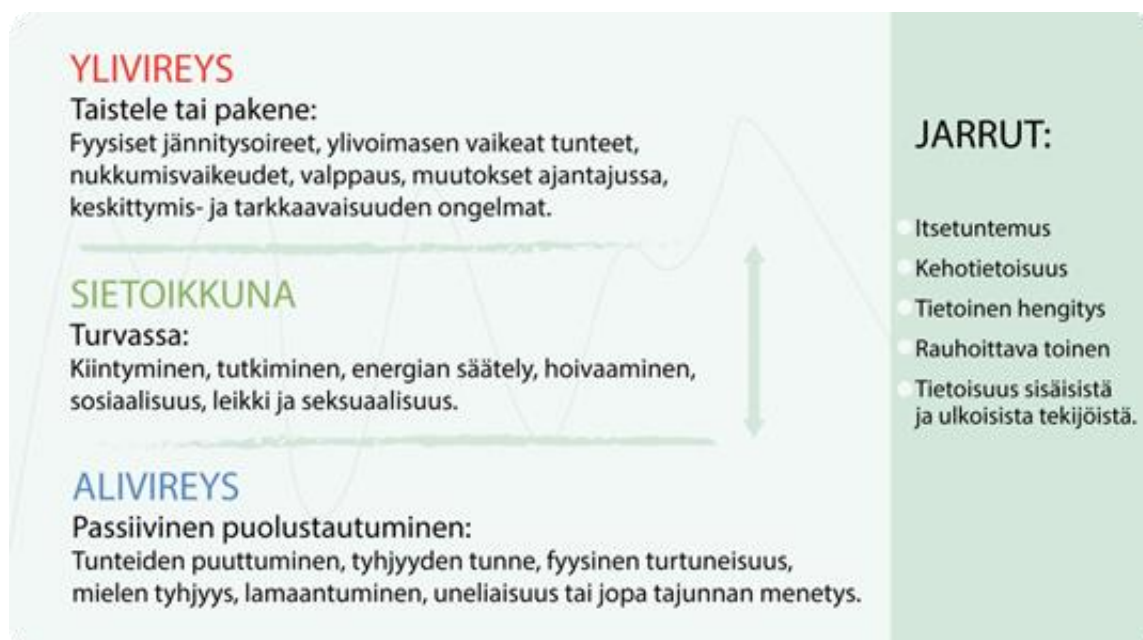 YLIVIREYS
Taistele tai pakene:
Fyysiset jännitysoireet, ylivoimasen vaikeat tunteet,
nukkumisvaikeudet, valppaus, muutokset ajantajussa,
keskittymis- ja tarkkaavaisuuden ongelmat.
SIETOIKKUNA
Turvassa:
Kiintyminen, tutkiminen, energian säätely, hoivaaminen,
sosiaalisuus, leikki ja seksuaalisuus.
ALIVIREYS
Passiivinen puolustautuminen:
Tunteiden puuttuminen, tyhjyyden tunne, fyysinen turtuneisuus,
mielen tyhjyys, lamaantuminen, uneliaisuus tai jopa tajunnan menetys.
JARRUT:
Itsetuntemus
Kehotietoisuus
Tietoinen hengitys
Rauhoittava toinen
Tietoisuus sisäisistä
ja ulkoisista tekijöistä.